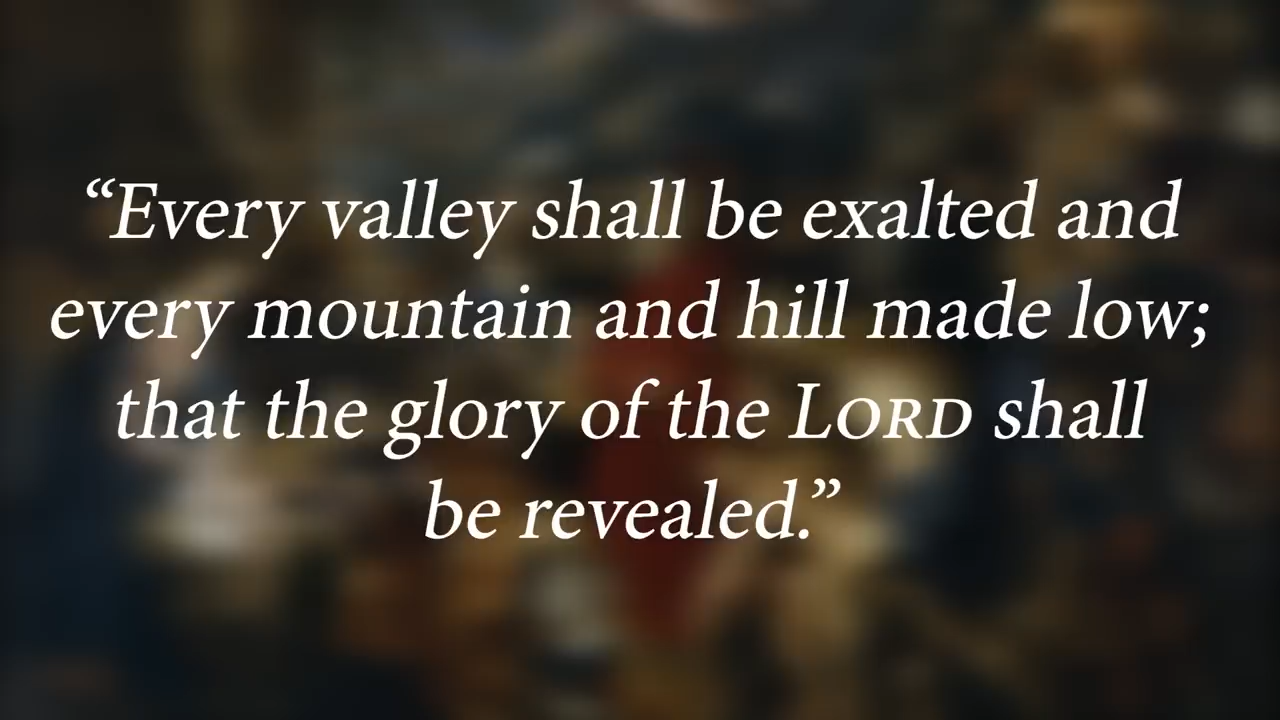 “Every valley shall be exalted and
every mountain and hill made low;
that the glory of the LORD shall
be revealed.”